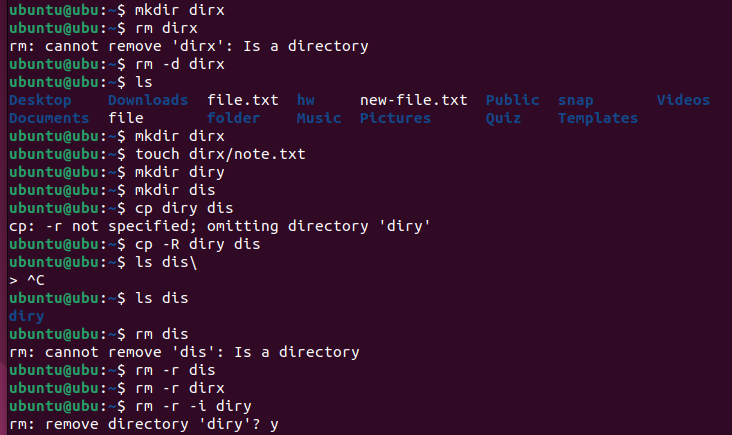 ubuntu@ubu:~$ mkdir dirx
ubuntu@ubu:~$ rm dirx
rm: cannot remove 'dirx': Is a directory
ubuntu@ubu:~$ rm -d dirx
ubuntu@ubu:~$ ls
Desktop    Downloads  file.txt  hw     new-file.txt  Public  snap       Videos
Documents  file       folder    Music  Pictures      Quiz    Templates
ubuntu@ubu:~$ mkdir dirx
ubuntu@ubu:~$ touch dirx/note.txt
ubuntu@ubu:~$ mkdir diry
ubuntu@ubu:~$ mkdir dis
ubuntu@ubu:~$ cp diry dis
cp: -r not specified; omitting directory 'diry'
ubuntu@ubu:~$ cp -R diry dis
ubuntu@ubu:~$ ls dis\
> ^C
ubuntu@ubu:~$ ls dis
diry
ubuntu@ubu:~$ rm dis
rm: cannot remove 'dis': Is a directory
ubuntu@ubu:~$ rm -r dis
ubuntu@ubu:~$ rm -r dirx
ubuntu@ubu:~$ rm -r -i diry
rm: remove directory 'diry'? y